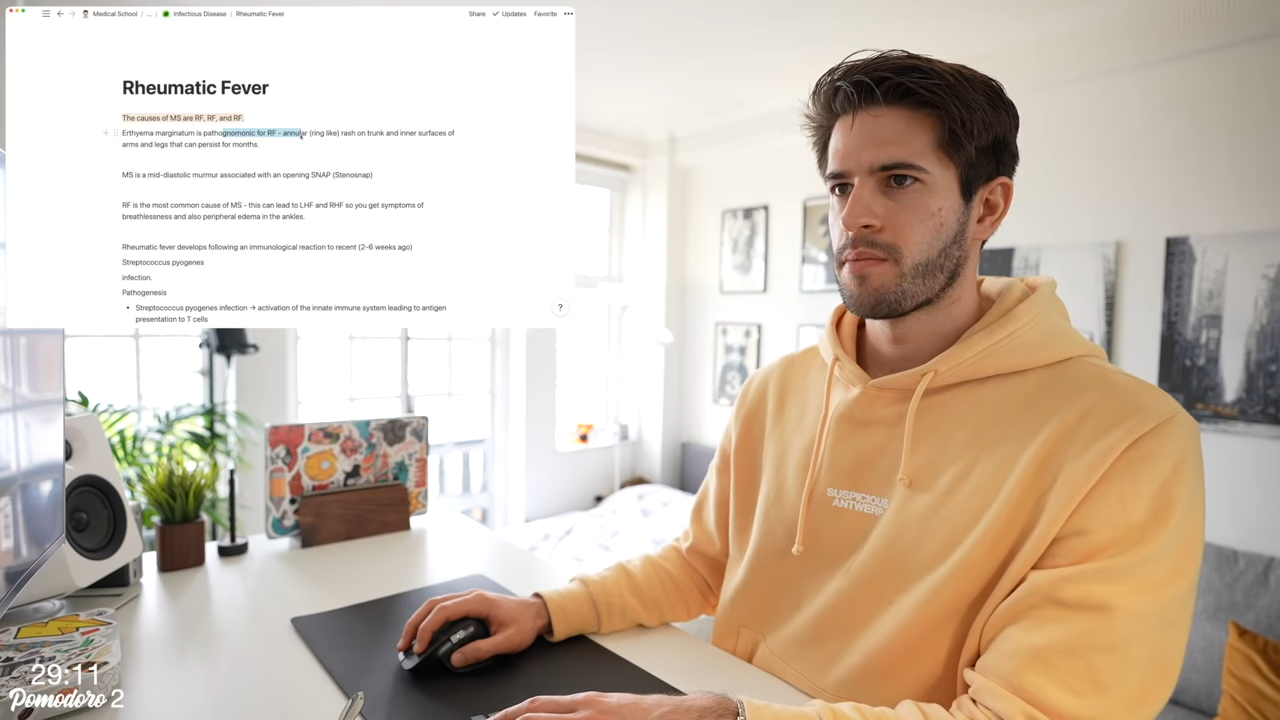 Medical School / ... / Infectious Disease / Rheumatic Fever
Share Updates Favorite •••
Rheumatic Fever
The causes of MS are RF, RF, and RF.
Erthyema marginatum is pathognomonic for RF - annular (ring like) rash on trunk and inner surfaces of
arms and legs that can persist for months.
MS is a mid-diastolic murmur associated with an opening SNAP (Stenosnap)
RF is the most common cause of MS - this can lead to LHF and RHF so you get symptoms of
breathlessness and also peripheral edema in the ankles.
Rheumatic fever develops following an immunological reaction to recent (2-6 weeks ago)
Streptococcus pyogenes
infection.
Pathogenesis
• Streptococcus pyogenes infection → activation of the innate immune system leading to antigen
presentation to T cells
?
SUSPICIOUS
ANTWERP
29:11
Pomodoro 2